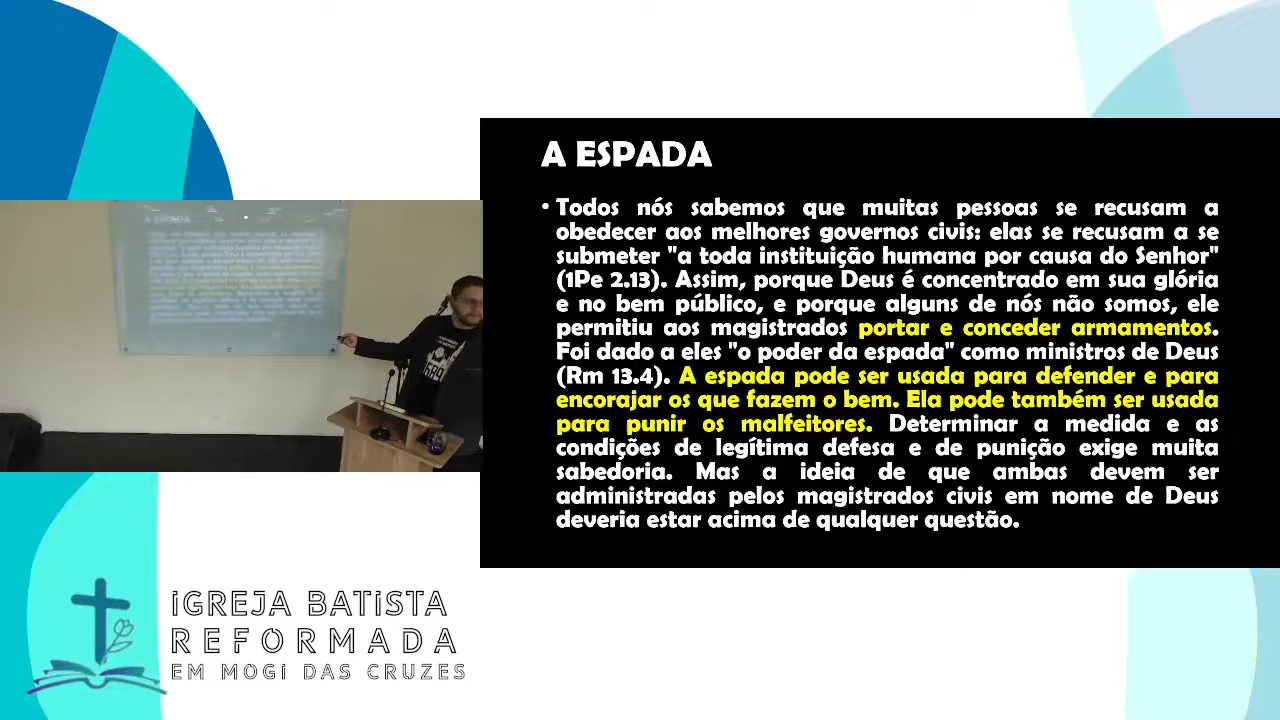 A ESPADA
• Todos nós sabemos que muitas pessoas se recusam a
obedecer aos melhores governos civis: elas se recusam a se
submeter "a toda instituição humana por causa do Senhor"
(1Pe 2.13). Assim, porque Deus é concentrado em sua glória
e no bem público, e porque alguns de nós não somos, ele
permitiu aos magistrados portar e conceder armamentos.
Foi dado a eles "o poder da espada" como ministros de Deus
(Rm 13.4). A espada pode ser usada para defender e para
encorajar os que fazem o bem. Ela pode também ser usada
para punir os malfeitores. Determinar a medida e as
condições de legítima defesa e de punição exige muita
sabedoria. Mas a ideia de que ambas devem ser
administradas pelos magistrados civis em nome de Deus
deveria estar acima de qualquer questão.
A ESPADA
1689
iGREJA BATiSTA
REFORMADA
EM MOGi DAS CRUZES